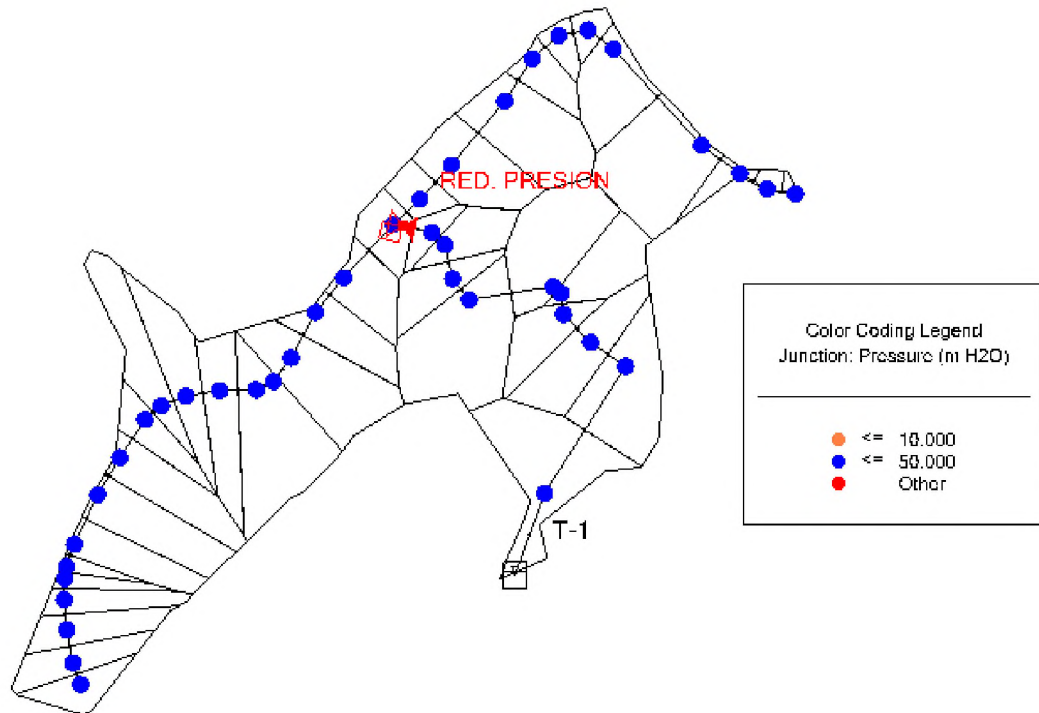 RED. PRESION
Color Coding Legend
Junction: Pressure (m H2O)
<= 10.000
<= 50.000
Other
T-1